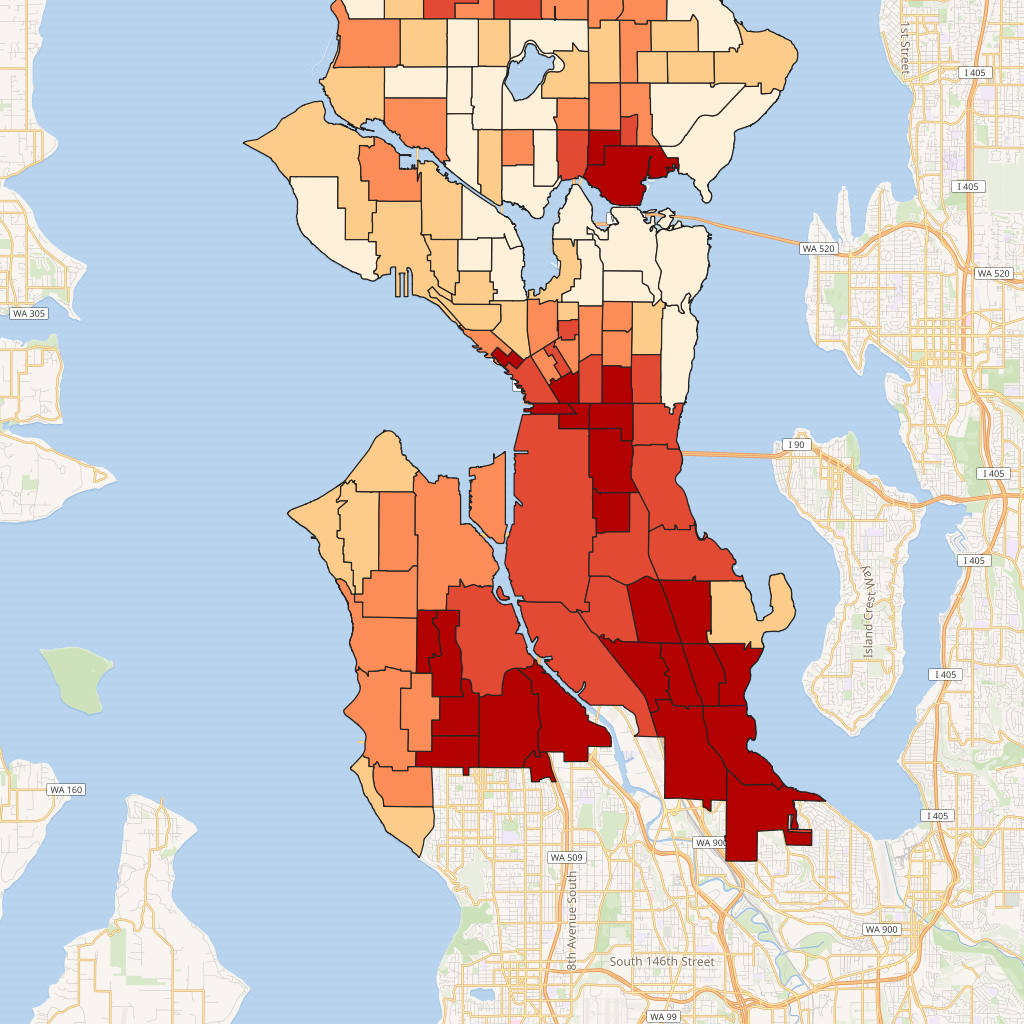 1st Street
I 405
I 405
WA 520
WA 520
I 405
WA 305
I 90
I 405
I 405
Island Crest Way
I 405
WA 160
I 405
WA 900
WA 509
8th Avenue South
WA 900
South 146th Street
WA 99